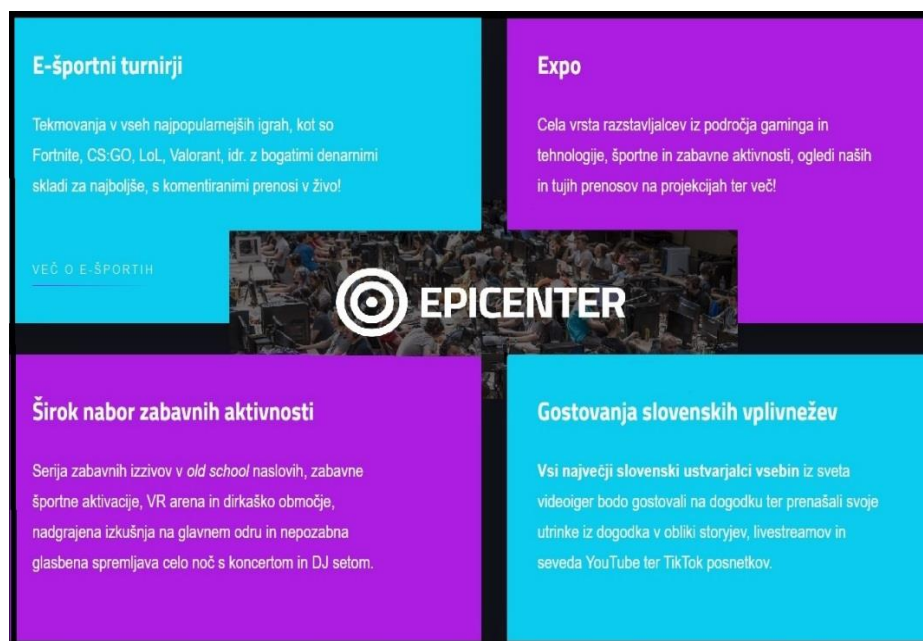 E-športni turnirji
Tekmovanja v vseh najpopularnejših igrah, kot so
Fortnite, CS:GO, LoL, Valorant, idr. z bogatimi denarnimi
skladi za najboljše, s komentiranimi prenosi v živo!
VEČ O E-ŠPORTIH
Expo
Cela vrsta razstavljalcev iz področja gaminga in
tehnologije, športne in zabavne aktivnosti, ogledi naših
in tujih prenosov na projekcijah ter več!
EPICENTER
Širok nabor zabavnih aktivnosti
Serija zabavnih izzivov v old school naslovih, zabavne
športne aktivacije, VR arena in dirkaško območje,
nadgrajena izkušnja na glavnem odru in nepozabna
glasbena spremljava celo noč s koncertom in DJ setom.
Gostovanja slovenskih vplivnežev
Vsi največji slovenski ustvarjalci vsebin iz sveta
videoiger bodo gostovali na dogodku ter prenašali svoje
utrinke iz dogodka v obliki storyjev, livestreamov in
seveda YouTube ter TikTok posnetkov.